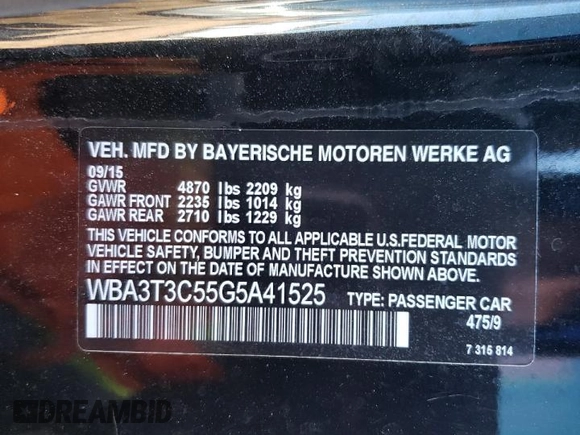 VEH. MFD BY BAYERISCHE MOTOREN WERKE AG
09/15
GVWR 4870 lbs 2209 kg
GAWR FRONT 2235 lbs 1014 kg
GAWR REAR 2710 lbs 1229 kg
THIS VEHICLE CONFORMS TO ALL APPLICABLE U.S.FEDERAL MOTOR
VEHICLE SAFETY, BUMPER AND THEFT PREVENTION STANDARDS
IN EFFECT ON THE DATE OF MANUFACTURE SHOWN ABOVE.
WBA3T3C55G5A41525 TYPE: PASSENGER CAR
475/9
7 316 814
DREAMBID